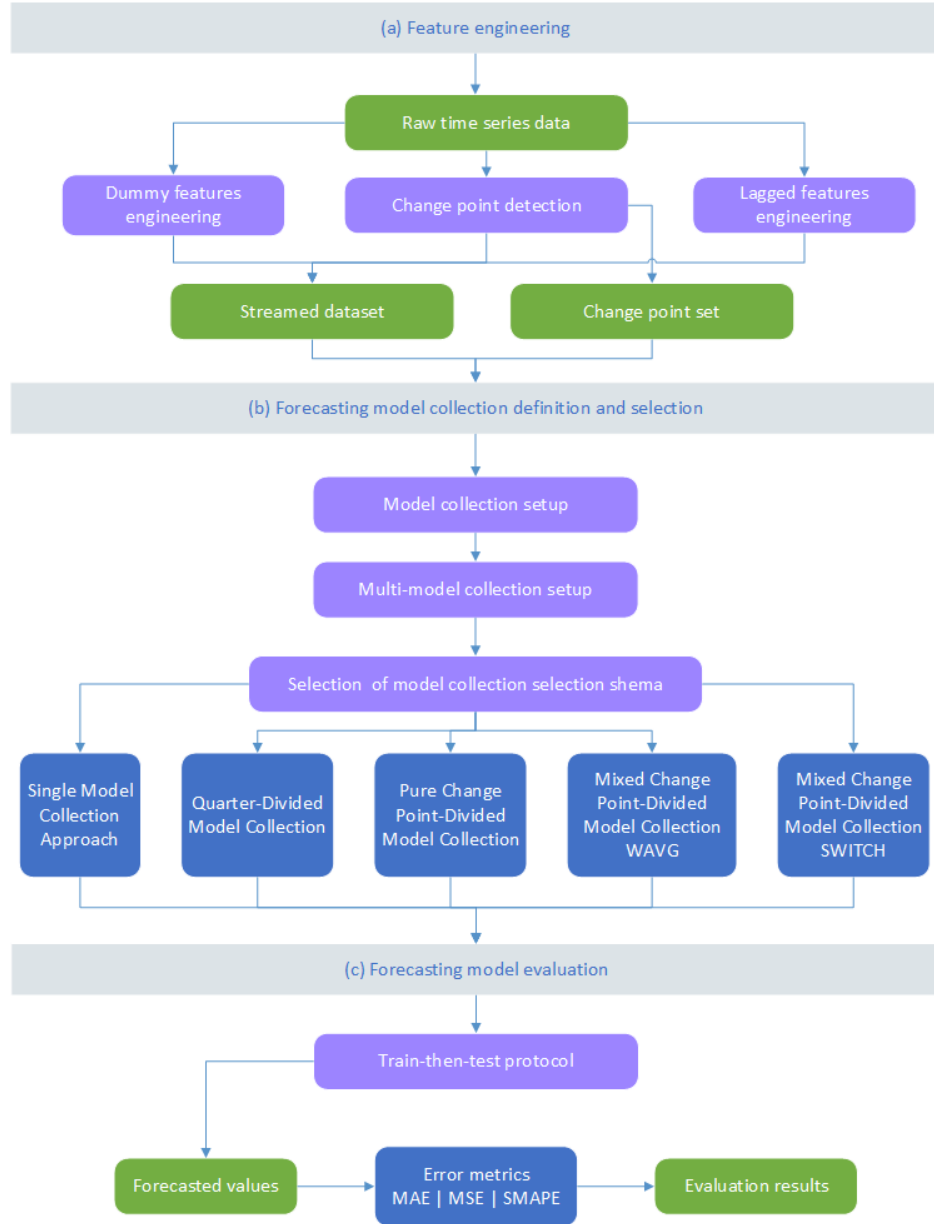 (a) Feature engineering
Raw time series data
Dummy features
engineering
Change point detection
Lagged features
engineering
Streamed dataset
Change point set
(b) Forecasting model collection definition and selection
Model collection setup
Multi-model collection setup
Selection of model collection selection shema
Single Model
Collection
Approach
Quarter-Divided
Model Collection
Pure Change
Point-Divided
Model Collection
Mixed Change
Point-Divided
Model Collection
WAVG
Mixed Change
Point-Divided
Model Collection
SWITCH
(c) Forecasting model evaluation
Train-then-test protocol
Forecasted values
Error metrics
MAE | MSE | SMAPE
Evaluation results